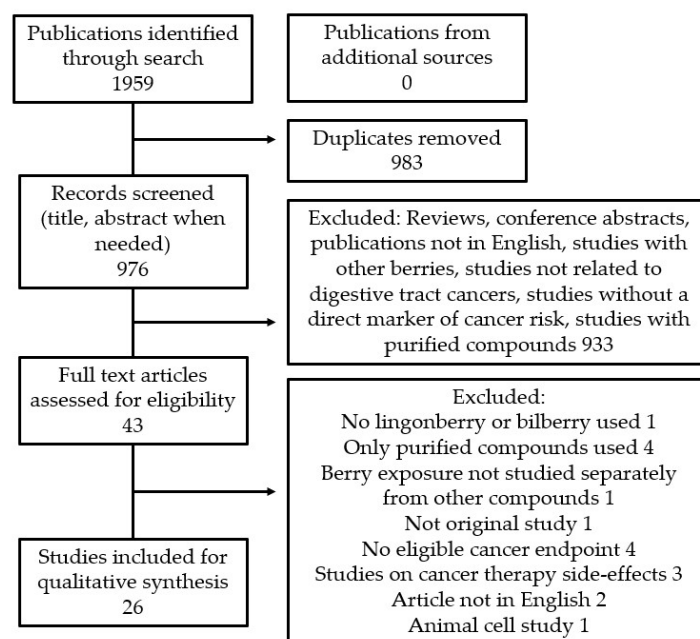 Publications identified
through search
1959
Publications from
additional sources
0
Duplicates removed
983
Records screened
(title, abstract when
needed)
976
Excluded: Reviews, conference abstracts,
publications not in English, studies with
other berries, studies not related to
digestive tract cancers, studies without a
direct marker of cancer risk, studies with
purified compounds 933
Full text articles
assessed for eligibility
43
Excluded:
No lingonberry or bilberry used 1
Only purified compounds used 4
Berry exposure not studied separately
from other compounds 1
Not original study 1
No eligible cancer endpoint 4
Studies on cancer therapy side-effects 3
Article not in English 2
Animal cell study 1
Studies included for
qualitative synthesis
26